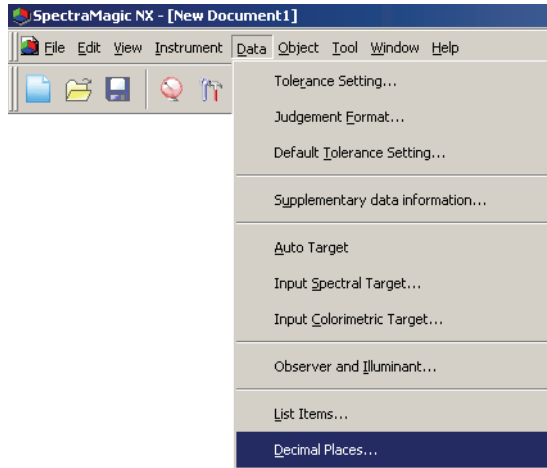 SpectraMagic NX - [New Document1]
File Edit View Instrument Data Object Tool Window Help
Tolerance Setting...
Judgement Format...
Default Tolerance Setting...
Supplementary data information...
Auto Target
Input Spectral Target...
Input Colorimetric Target...
Observer and Illuminant...
List Items...
Decimal Places...